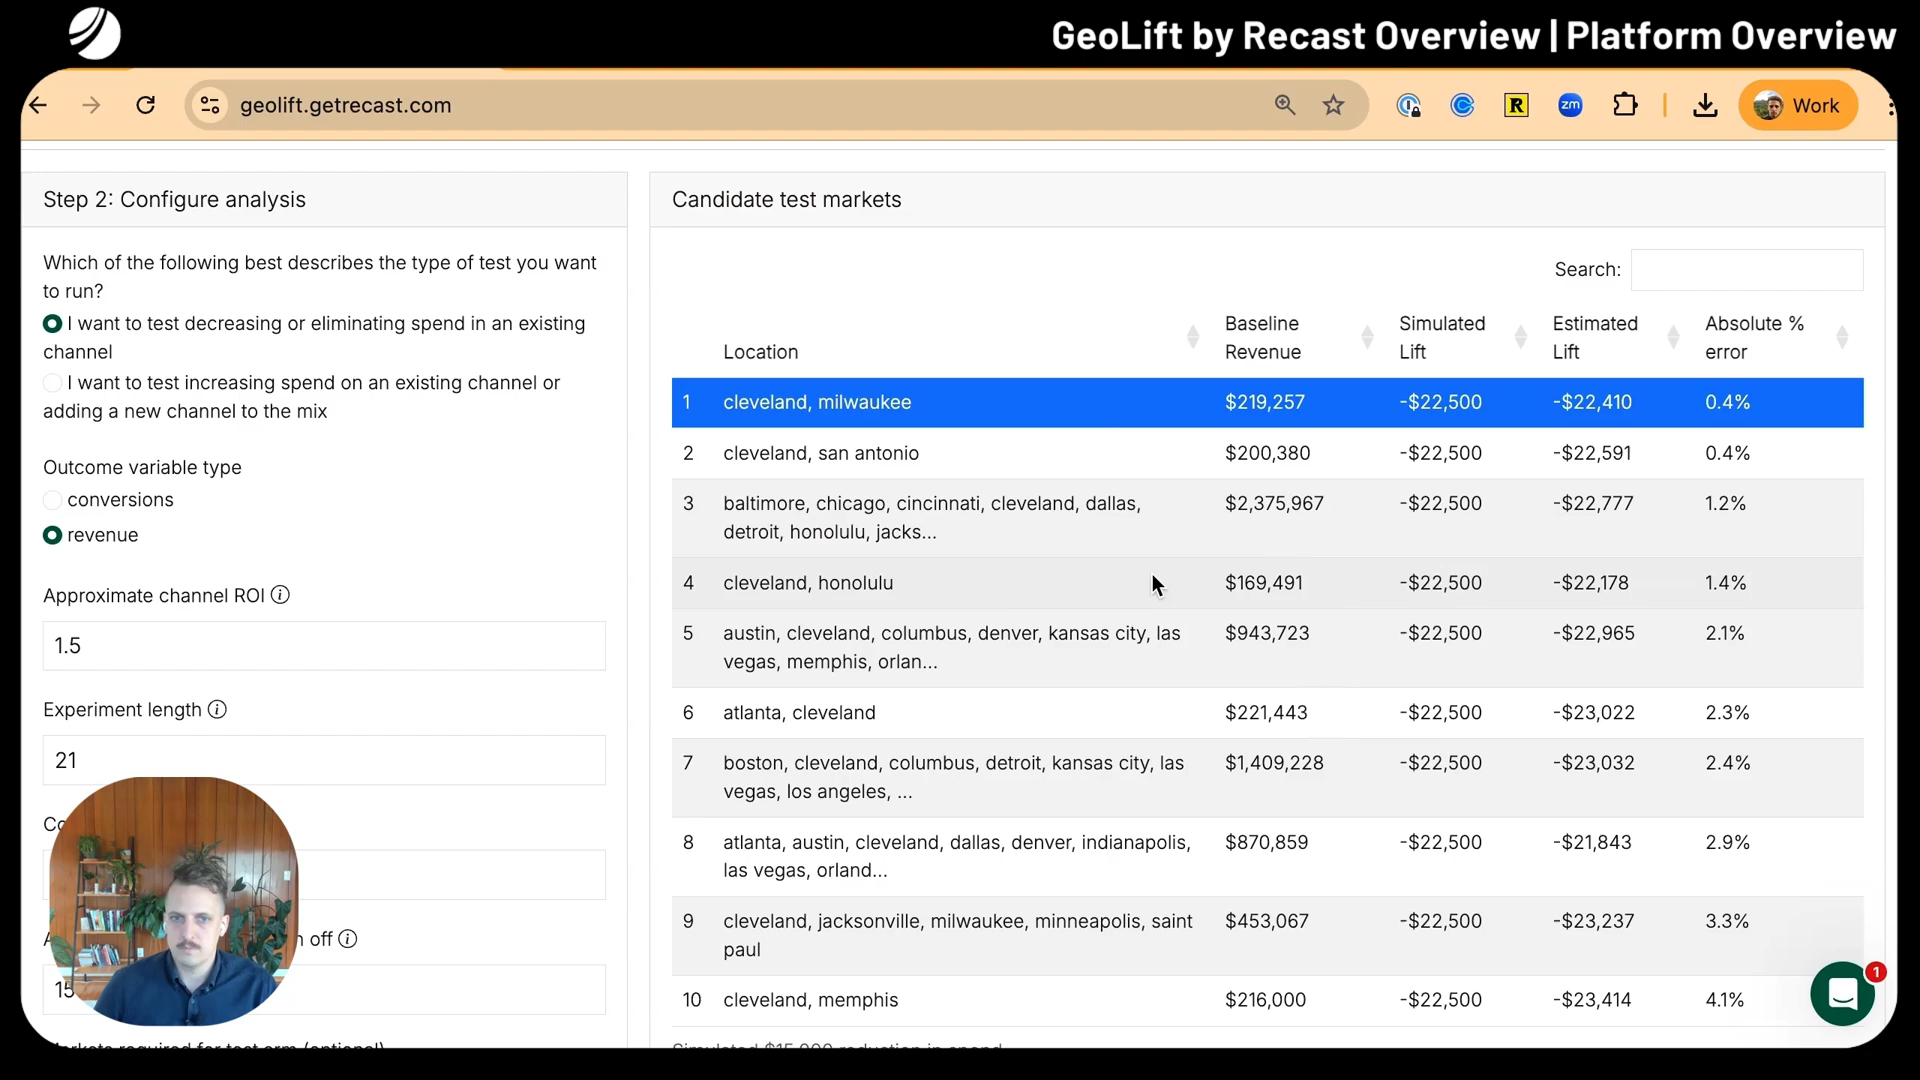 GeoLift by Recast Overview | Platform Overview
geolift.getrecast.com
zm
R
Work
Step 2: Configure analysis
Which of the following best describes the type of test you want
to run?
I want to test decreasing or eliminating spend in an existing
channel
I want to test increasing spend on an existing channel or
adding a new channel to the mix
Outcome variable type
conversions
revenue
Approximate channel ROI
1.5
Experiment length
21
off
15
Candidate test markets
Search:
Location
Baseline Revenue
Simulated Lift
Estimated Lift
Absolute % error
1 cleveland, milwaukee $219,257 -$22,500 -$22,410 0.4%
2 cleveland, san antonio $200,380 -$22,500 -$22,591 0.4%
3 baltimore, chicago, cincinnati, cleveland, dallas, $2,375,967 -$22,500 -$22,777 1.2%
detroit, honolulu, jacks...
4 cleveland, honolulu $169,491 -$22,500 -$22,178 1.4%
5 austin, cleveland, columbus, denver, kansas city, las $943,723 -$22,500 -$22,965 2.1%
vegas, memphis, orlan...
6 atlanta, cleveland $221,443 -$22,500 -$23,022 2.3%
7 boston, cleveland, columbus, detroit, kansas city, las $1,409,228 -$22,500 -$23,032 2.4%
vegas, los angeles, ...
8 atlanta, austin, cleveland, dallas, denver, indianapolis, $870,859 -$22,500 -$21,843 2.9%
las vegas, orland...
9 cleveland, jacksonville, milwaukee, minneapolis, saint $453,067 -$22,500 -$23,237 3.3%
paul
10 cleveland, memphis $216,000 -$22,500 -$23,414 4.1%
Simulated $15,000 reduction in spend
1